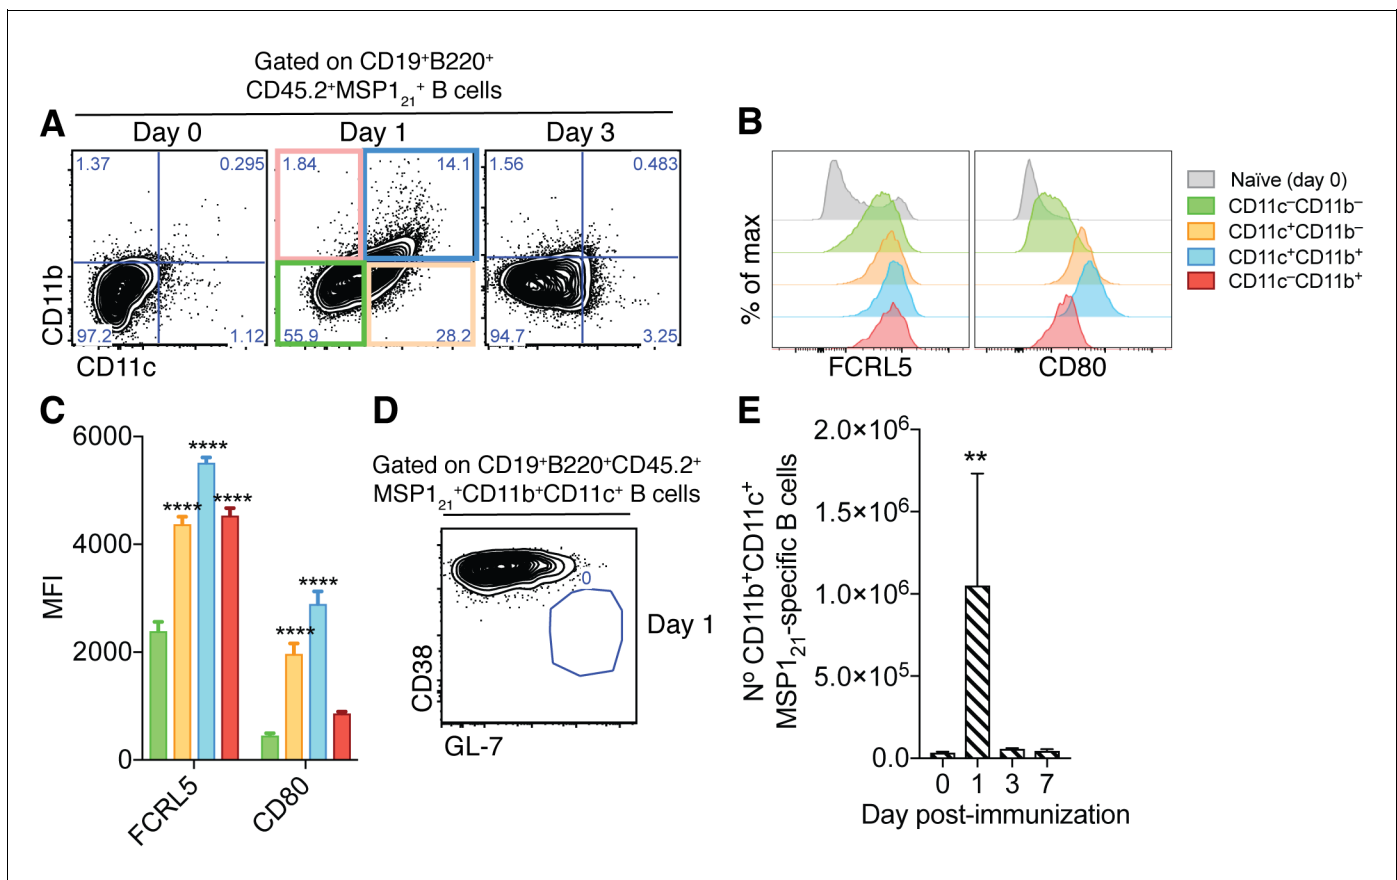 Gated on CD19⁺B220⁺
CD45.2⁺MSP1₂₁⁺ B cells
A
Day 0
Day 1
Day 3
1.37
0.295
1.84
14.1
1.56
0.483
97.2
1.12
55.9
28.2
94.7
3.25
CD11b
CD11c
B
% of max
FCRL5
CD80
Naïve (day 0)
CD11c⁻CD11b⁻
CD11c⁺CD11b⁻
CD11c⁺CD11b⁺
CD11c⁻CD11b⁺
C
6000
4000
2000
0
MFI
****
****
****
****
****
FCRL5
CD80
D
Gated on CD19⁺B220⁺CD45.2⁺
MSP1₂₁⁺CD11b⁺CD11c⁺ B cells
0
Day 1
CD38
GL-7
E
Nº CD11b⁺CD11c⁺
MSP1₂₁-specific B cells
2.0×10⁶
1.5×10⁶
1.0×10⁶
5.0×10⁵
0.0
**
0 1 3 7
Day post-immunization